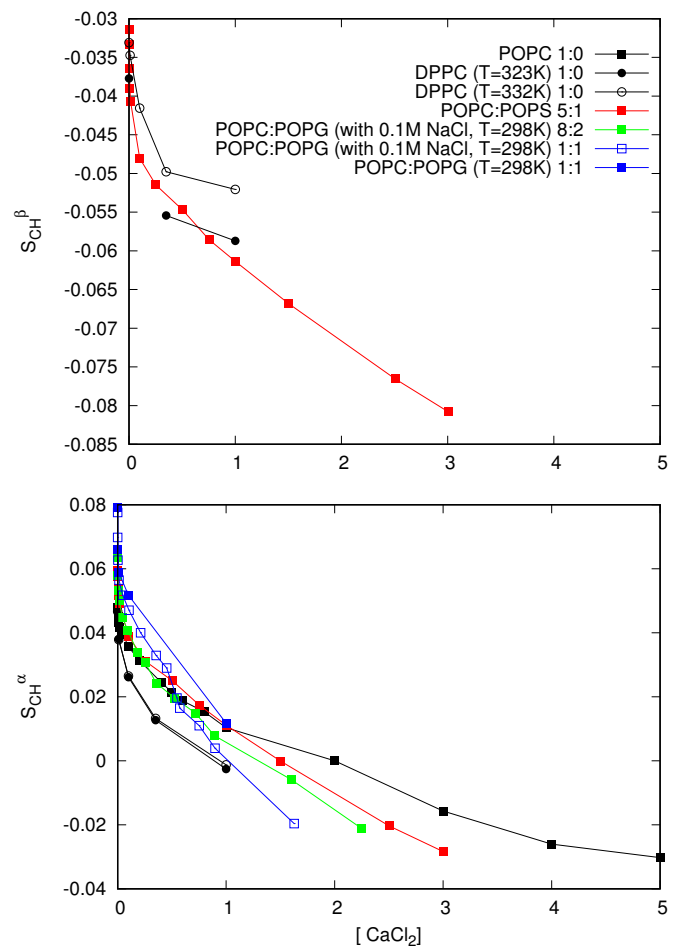 -0.03
-0.035
-0.04
-0.045
-0.05
-0.055
-0.06
-0.065
-0.07
-0.075
-0.08
-0.085
S_CH^β
POPC 1:0
DPPC (T=323K) 1:0
DPPC (T=332K) 1:0
POPC:POPS 5:1
POPC:POPG (with 0.1M NaCl, T=298K) 8:2
POPC:POPG (with 0.1M NaCl, T=298K) 1:1
POPC:POPG (T=298K) 1:1
0 1 2 3 4 5
0.08
0.06
0.04
0.02
0
-0.02
-0.04
S_CH^α
0 1 2 3 4 5
[ CaCl₂]